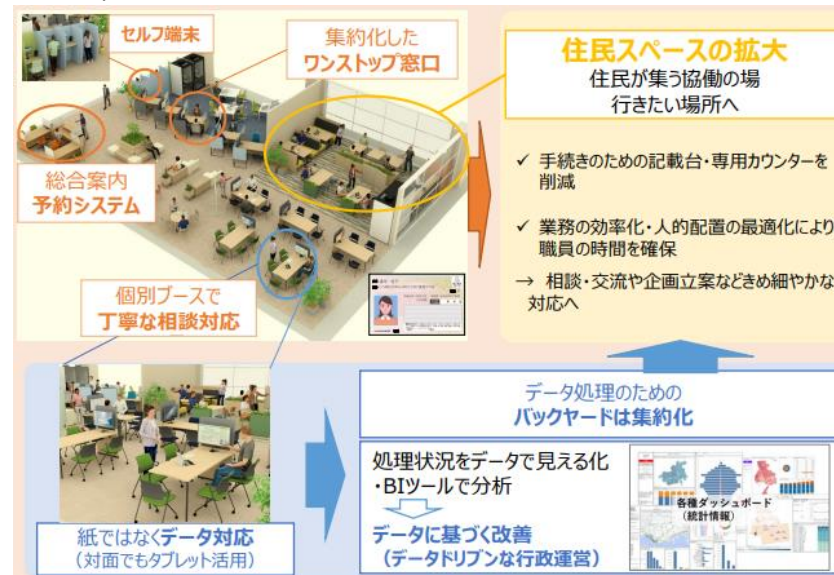 セルフ端末
集約化した
ワンストップ窓口
総合案内
予約システム
個別ブースで
丁寧な相談対応
住民スペースの拡大
住民が集う協働の場
行きたい場所へ
✓ 手続きのための記載台・専用カウンターを
削減
✓ 業務の効率化・人的配置の最適化により
職員の時間を確保
→ 相談・交流や企画立案などきめ細やかな
対応へ
紙ではなくデータ対応
(対面でもタブレット活用)
データ処理のための
バックヤードは集約化
処理状況をデータで見える化
・BIツールで分析
データに基づく改善
(データドリブンな行政運営)
各種ダッシュボード
(統計情報)